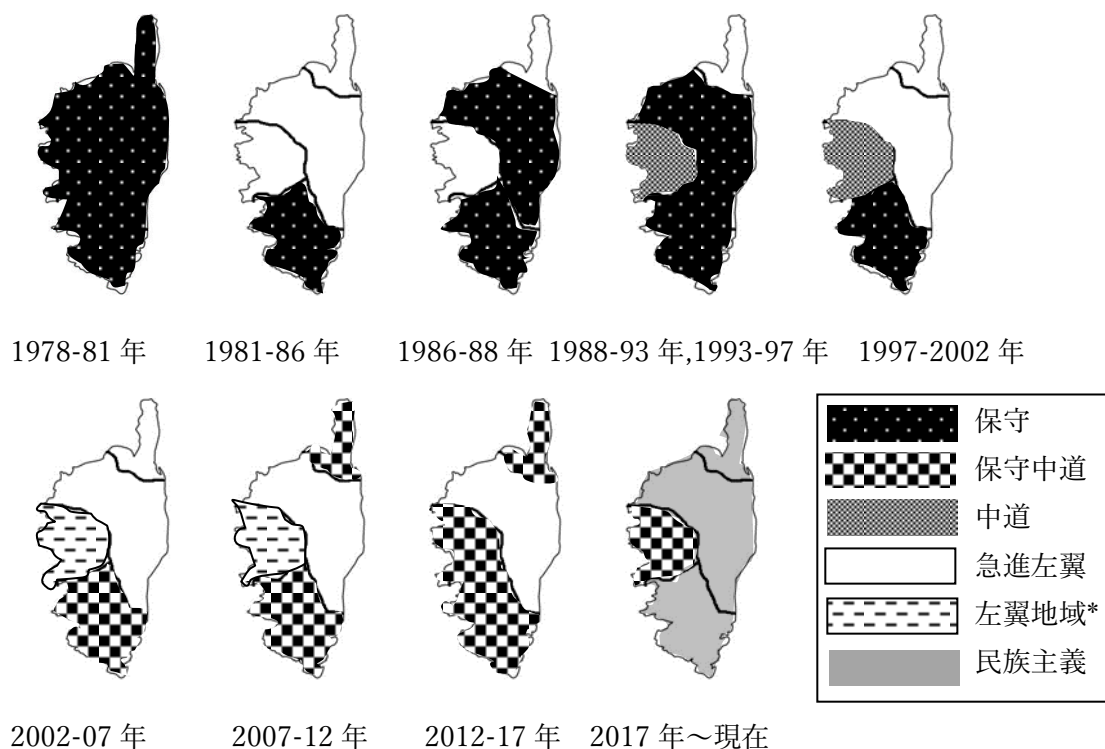 1978-81 年
1981-86 年
1986-88 年
1988-93 年,1993-97 年
1997-2002 年
保守
保守中道
中道
急進左翼
左翼地域*
民族主義
2002-07 年
2007-12 年
2012-17 年
2017 年～現在